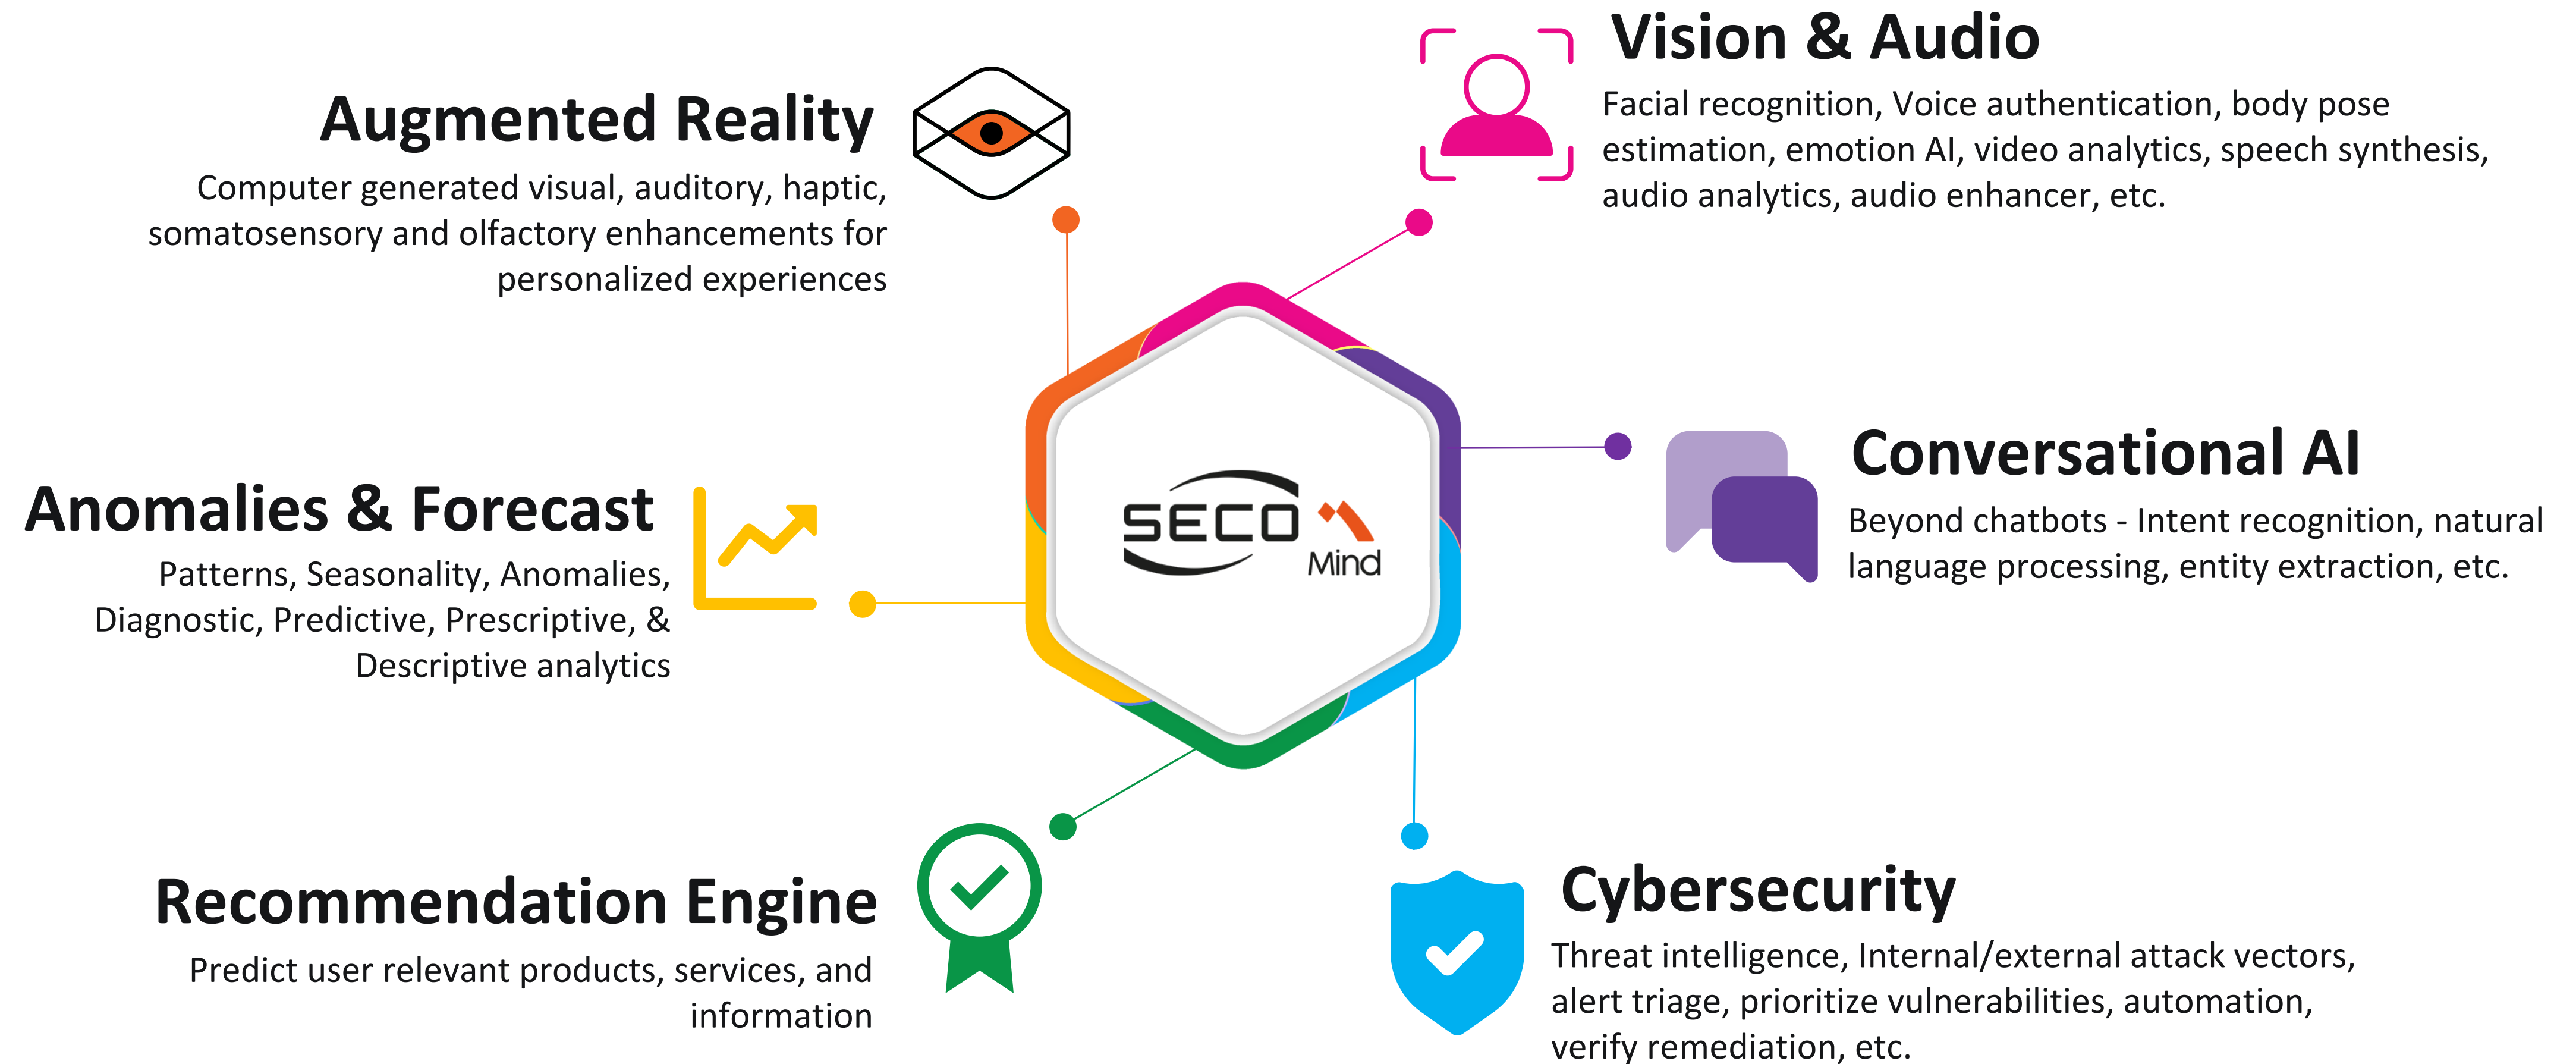 Augmented Reality
Computer generated visual, auditory, haptic,
somatosensory and olfactory enhancements for
personalized experiences
Vision & Audio
Facial recognition, Voice authentication, body pose
estimation, emotion AI, video analytics, speech synthesis,
audio analytics, audio enhancer, etc.
Anomalies & Forecast
Patterns, Seasonality, Anomalies,
Diagnostic, Predictive, Prescriptive, &
Descriptive analytics
SECO
Mind
Conversational AI
Beyond chatbots - Intent recognition, natural
language processing, entity extraction, etc.
Recommendation Engine
Predict user relevant products, services, and
information
Cybersecurity
Threat intelligence, Internal/external attack vectors,
alert triage, prioritize vulnerabilities, automation,
verify remediation, etc.